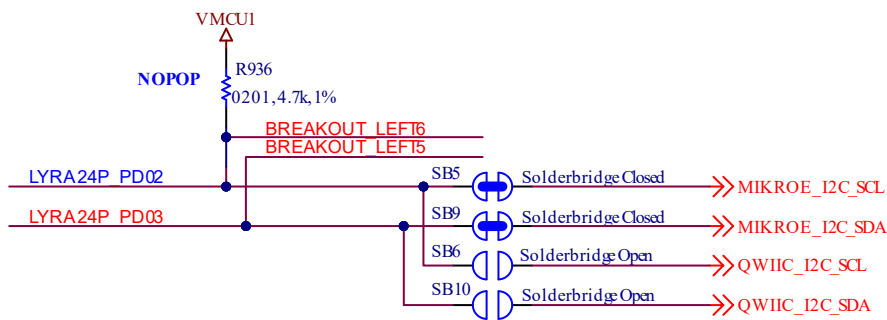 VMCU1
R936
NOPOP
0201,4.7k,1%
BREAKOUT_LEFT6
BREAKOUT_LEFT5
LYRA24P_PD02
SB5
Solderbridge Closed
MIKROE_I2C_SCL
LYRA24P_PD03
SB9
Solderbridge Closed
MIKROE_I2C_SDA
SB6
Solderbridge Open
QWIIC_I2C_SCL
SB10
Solderbridge Open
QWIIC_I2C_SDA